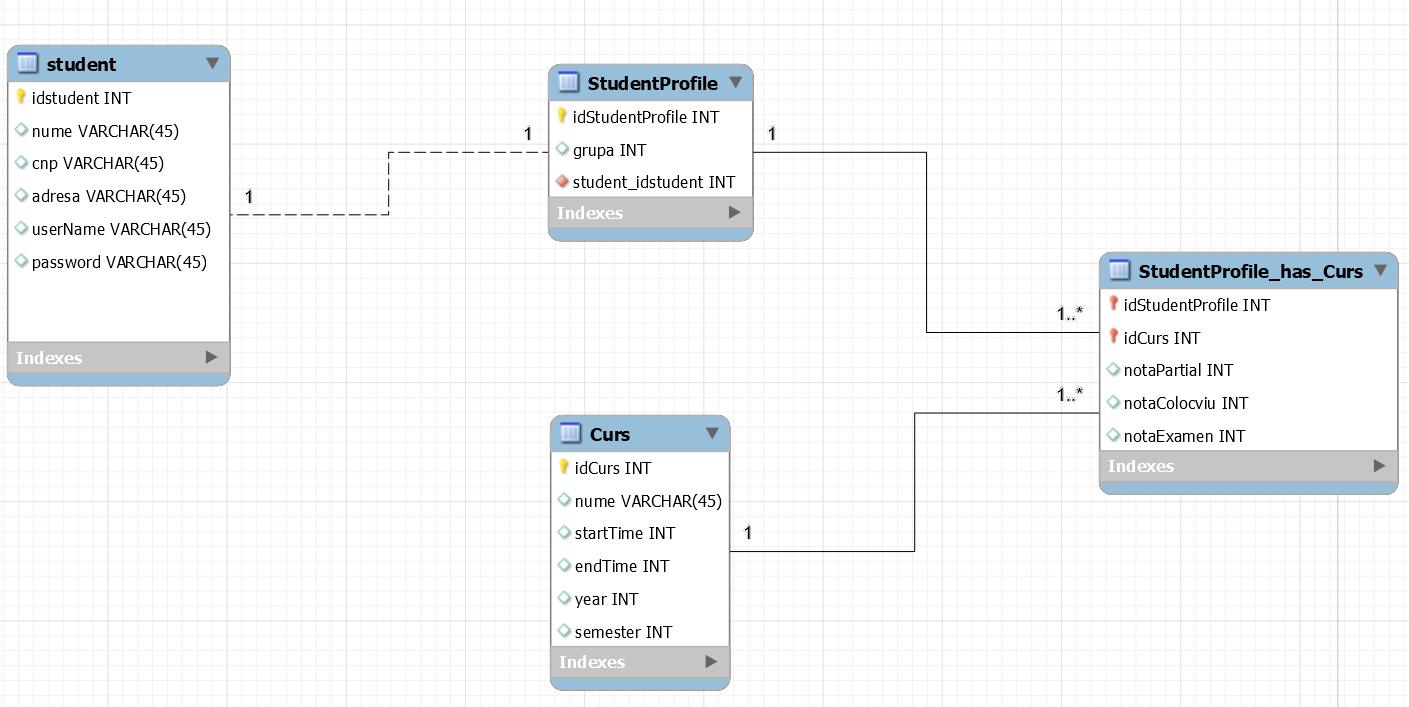 student
idstudent INT
nume VARCHAR(45)
cnp VARCHAR(45)
adresa VARCHAR(45)
userName VARCHAR(45)
password VARCHAR(45)
Indexes
1
1
StudentProfile
idStudentProfile INT
grupa INT
student_idstudent INT
Indexes
1
1..*
StudentProfile_has_Curs
idStudentProfile INT
idCurs INT
notaPartial INT
notaColocviu INT
notaExamen INT
Indexes
1..*
Curs
idCurs INT
nume VARCHAR(45)
startTime INT
endTime INT
year INT
semester INT
Indexes
1